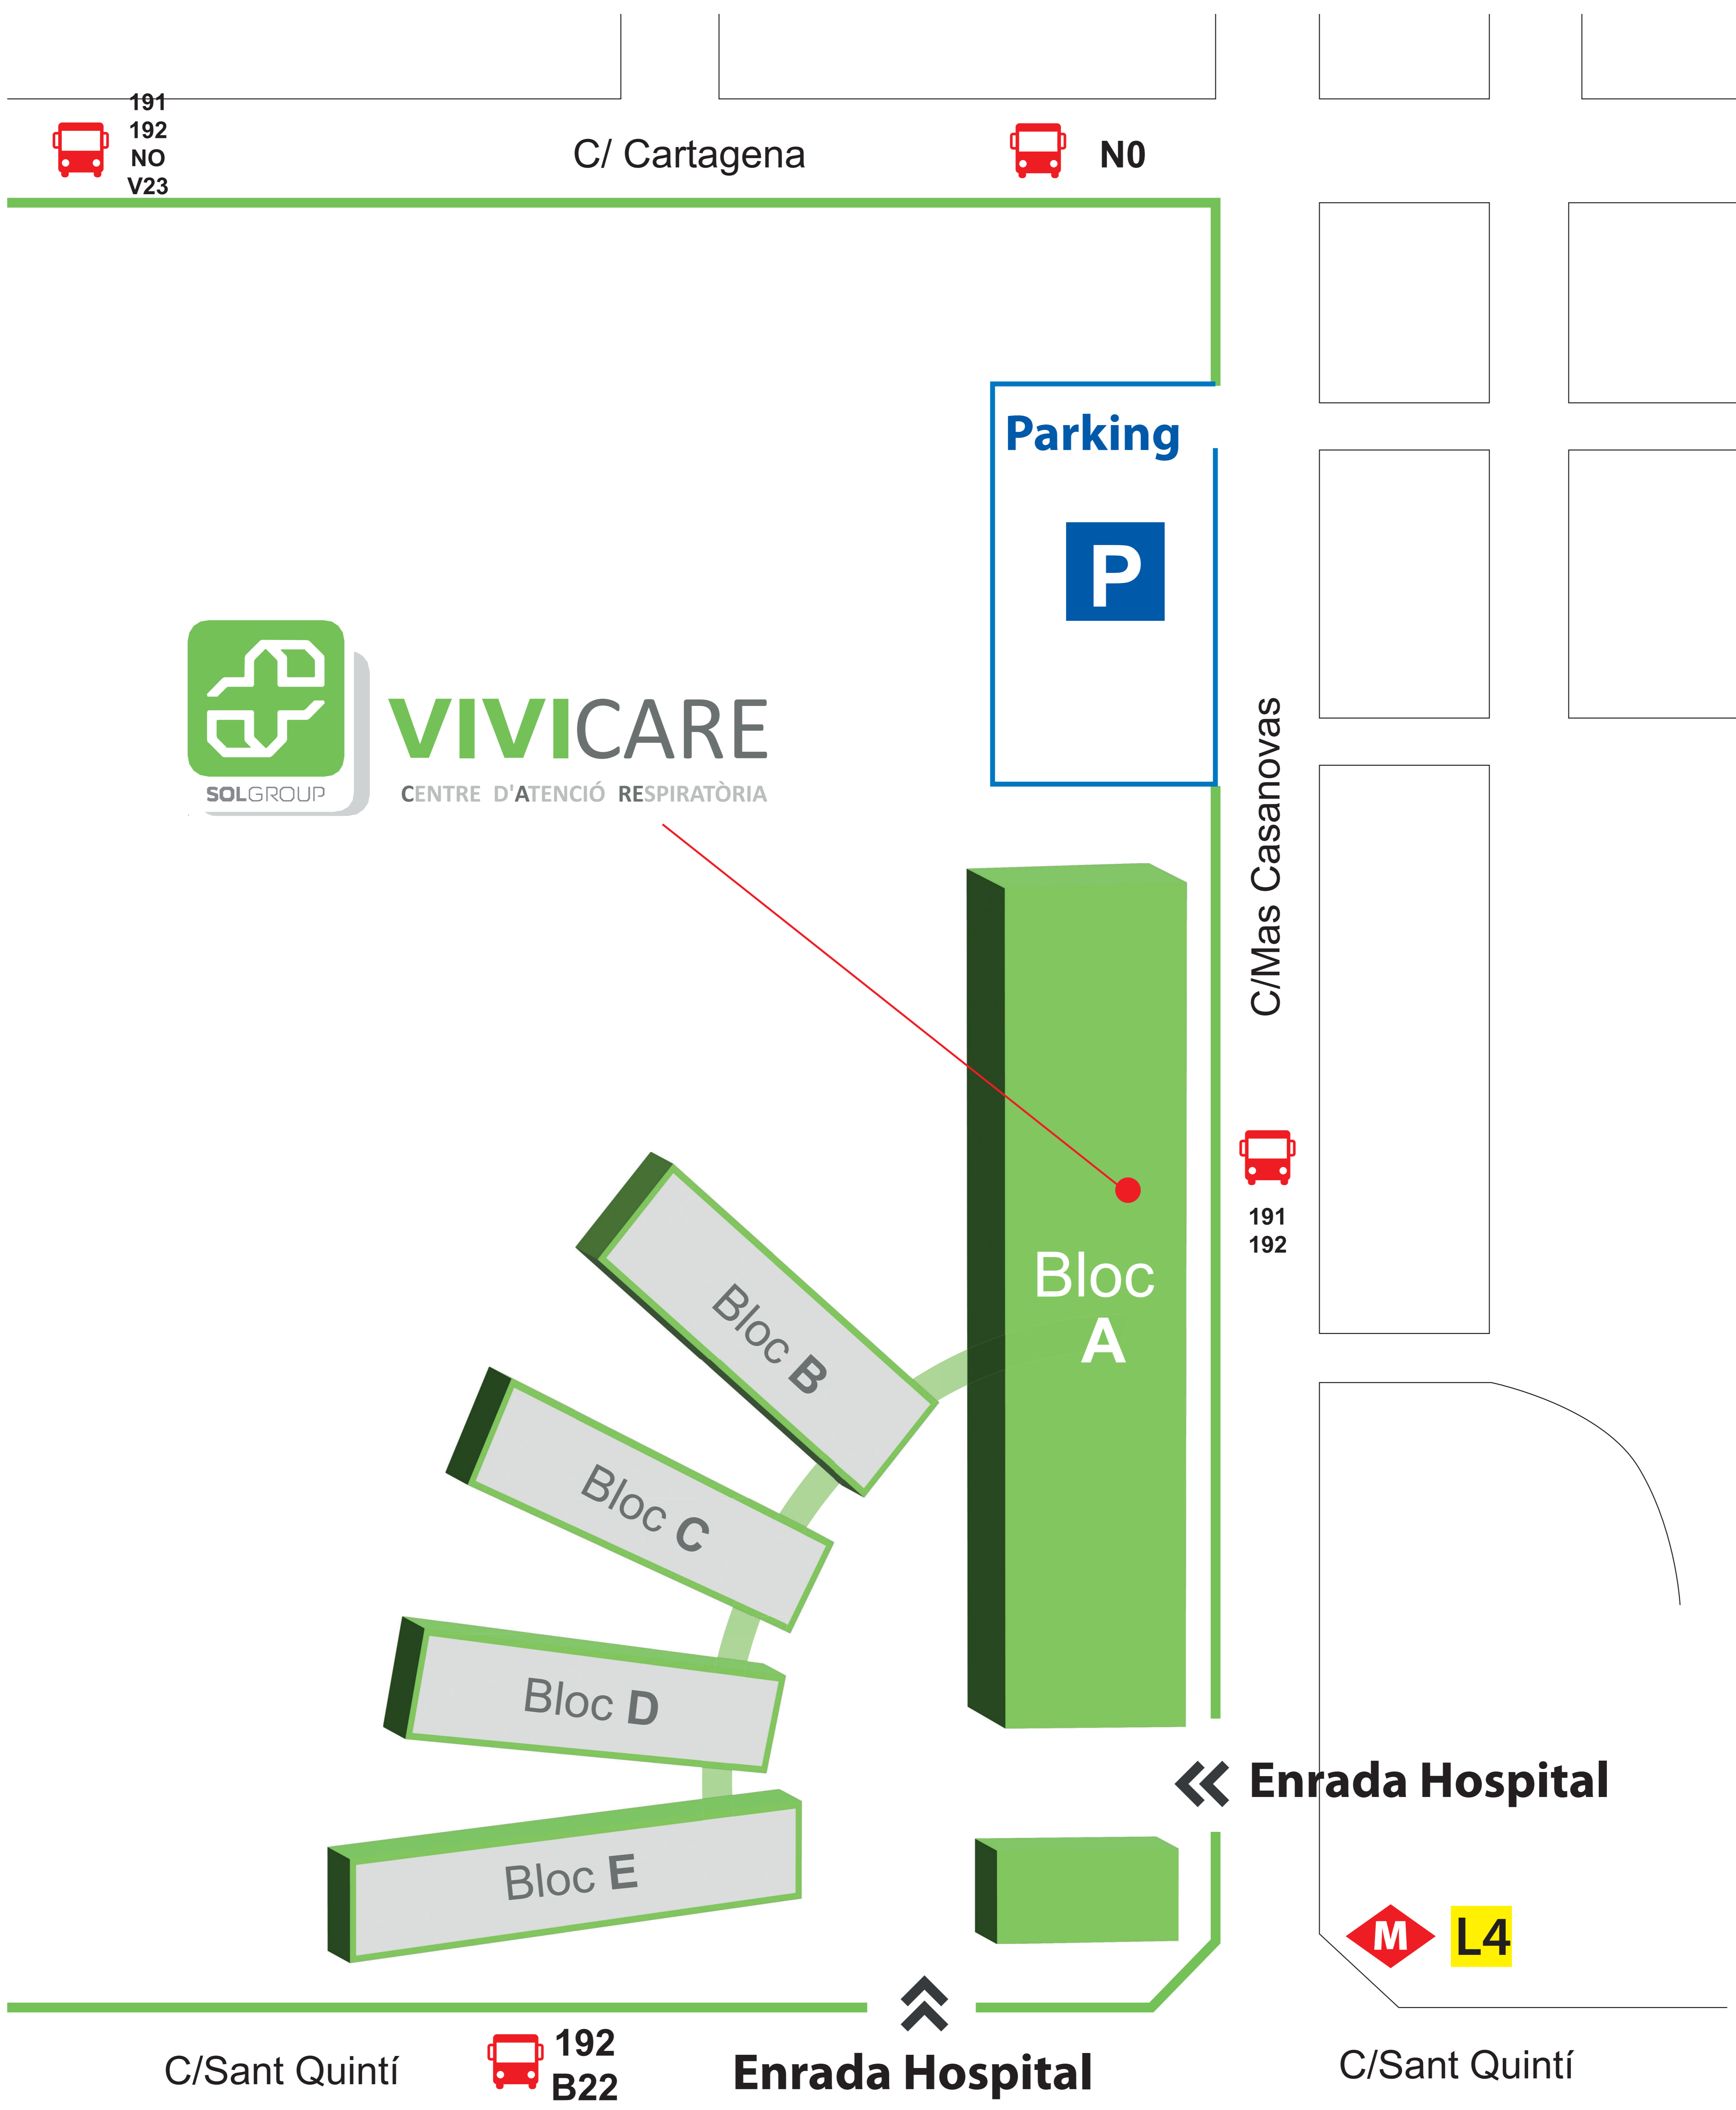 191
192
NO
V23
C/ Cartagena
N0
Parking
P
VIVICARE
SOLGROUP
CENTRE D'ATENCIÓ RESPIRATÒRIA
C/Mas Casanovas
191
192
Bloc
A
Bloc B
Bloc C
Bloc D
Bloc E
Enrada Hospital
M
L4
C/Sant Quintí
192
B22
Enrada Hospital
C/Sant Quintí